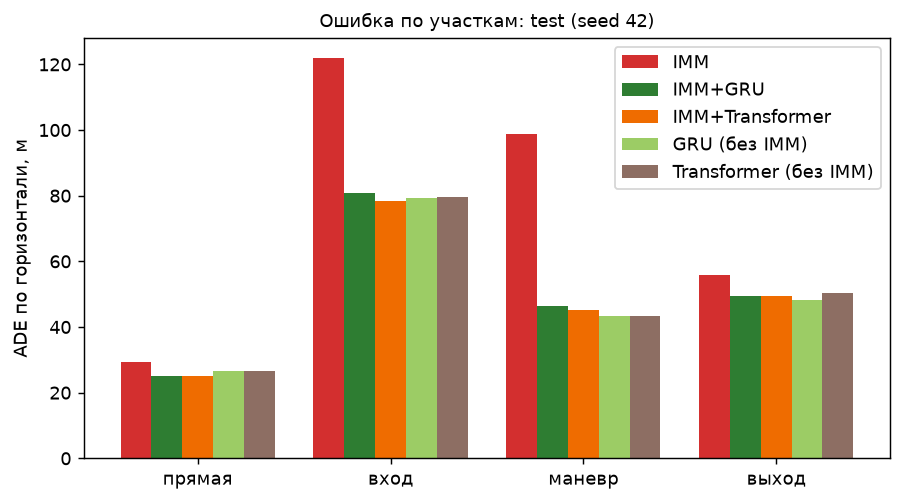 Ошибка по участкам: test (seed 42)
ADE по горизонтали, м
120
100
80
60
40
20
0
прямая
вход
маневр
выход
IMM
IMM+GRU
IMM+Transformer
GRU (без IMM)
Transformer (без IMM)